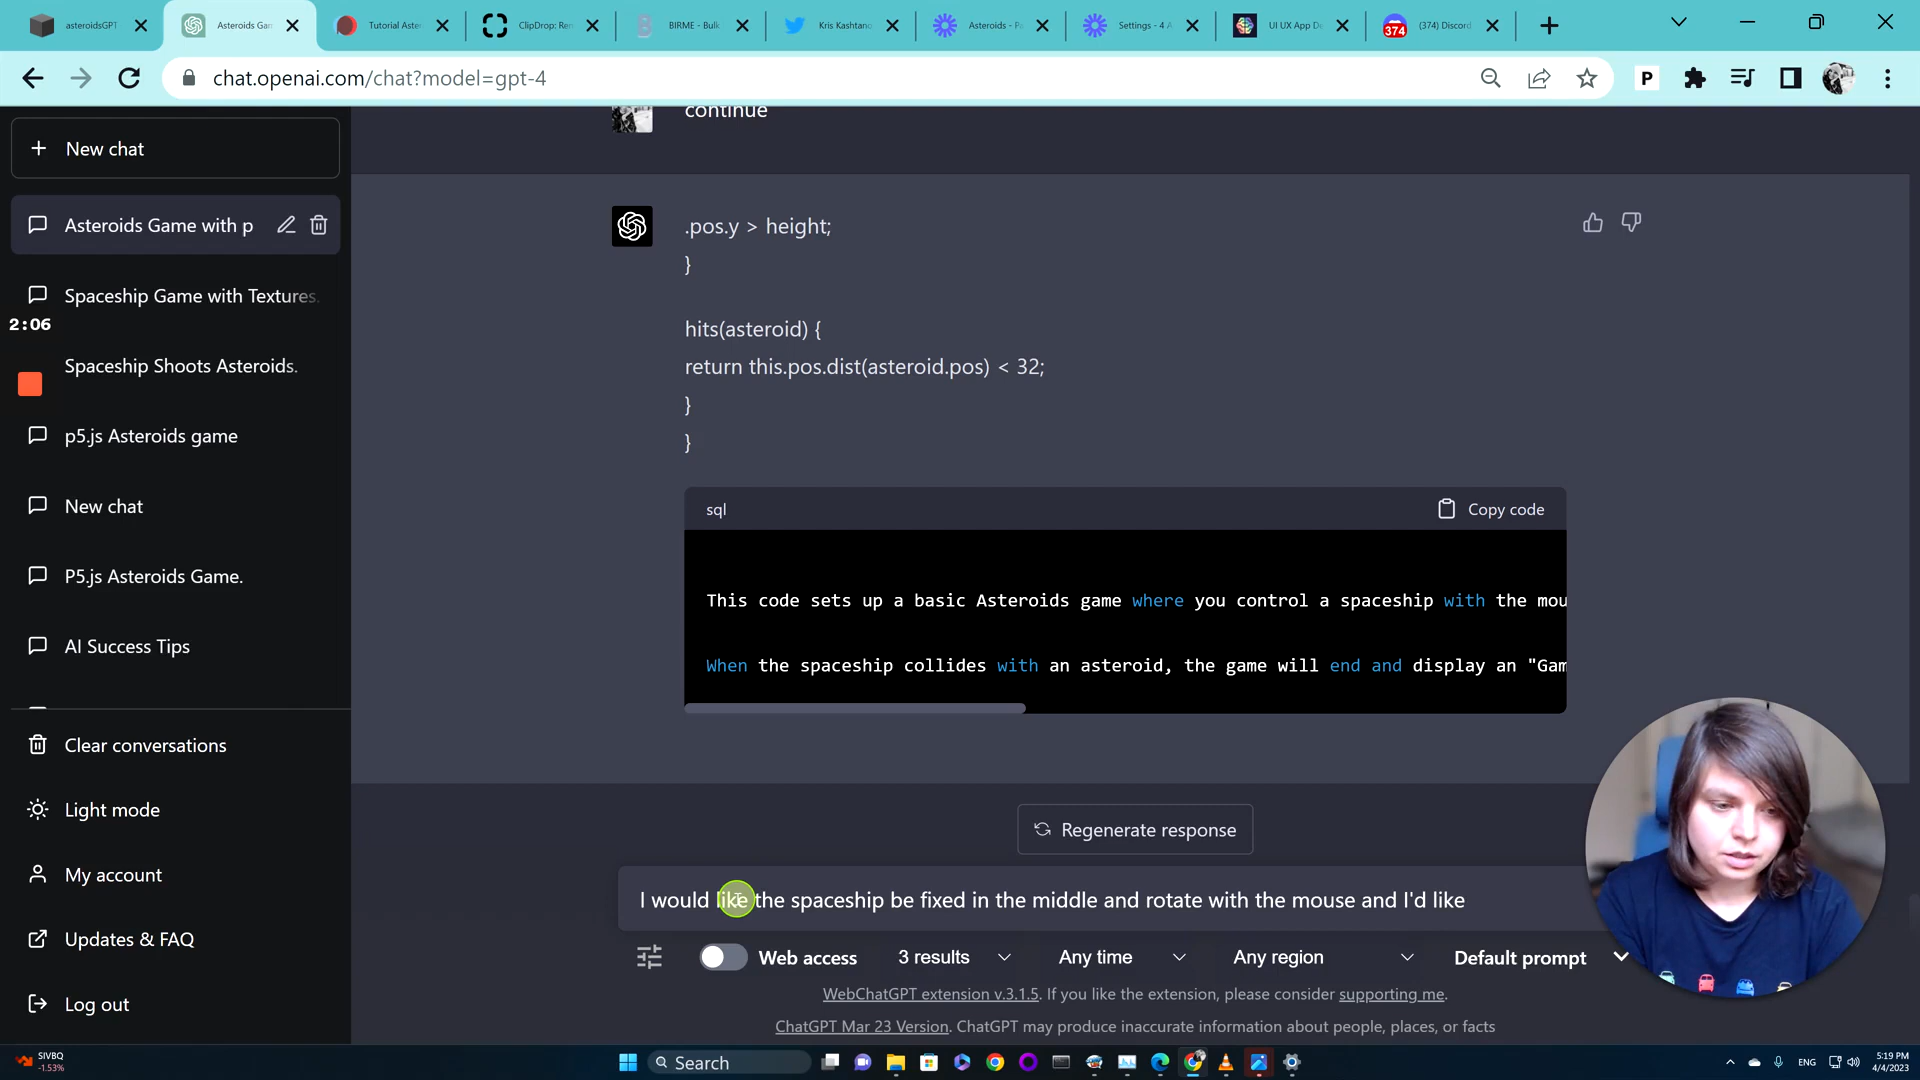 asteroidsGPT
Asteroids Gam
Tutorial Aste
ClipDrop: Re
BIRME - Bulk
Kris Kashtano
Asteroids - P
Settings - 4 A
UI UX App De
(374) Discord
374
chat.openai.com/chat?model=gpt-4
P
New chat
Asteroids Game with p
Spaceship Game with Textures.
2:06
Spaceship Shoots Asteroids.
p5.js Asteroids game
New chat
P5.js Asteroids Game.
AI Success Tips
Clear conversations
Light mode
My account
Updates & FAQ
Log out
continue
.pos.y > height;
}
hits(asteroid) {
return this.pos.dist(asteroid.pos) < 32;
}
}
sql
Copy code
This code sets up a basic Asteroids game where you control a spaceship with the mou
When the spaceship collides with an asteroid, the game will end and display an "Gam
Regenerate response
I would like the spaceship be fixed in the middle and rotate with the mouse and I'd like
Web access
3 results
Any time
Any region
Default prompt
WebChatGPT extension v.3.1.5. If you like the extension, please consider supporting me.
ChatGPT Mar 23 Version. ChatGPT may produce inaccurate information about people, places, or facts
SIVBQ
-1.53%
Search
ENG
5:19 PM
4/4/2023